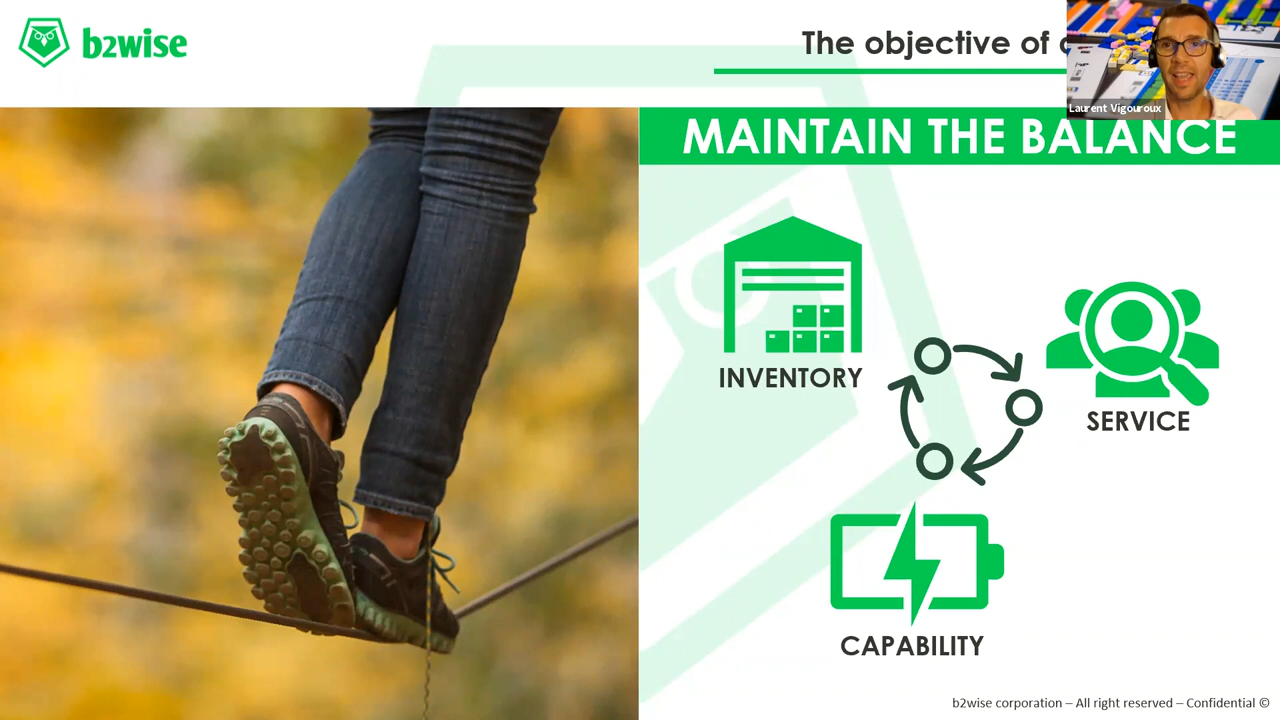 b2wise
The objective of
Laurent Vigouroux
MAINTAIN THE BALANCE
INVENTORY
SERVICE
CAPABILITY
b2wise corporation – All right reserved – Confidential ©